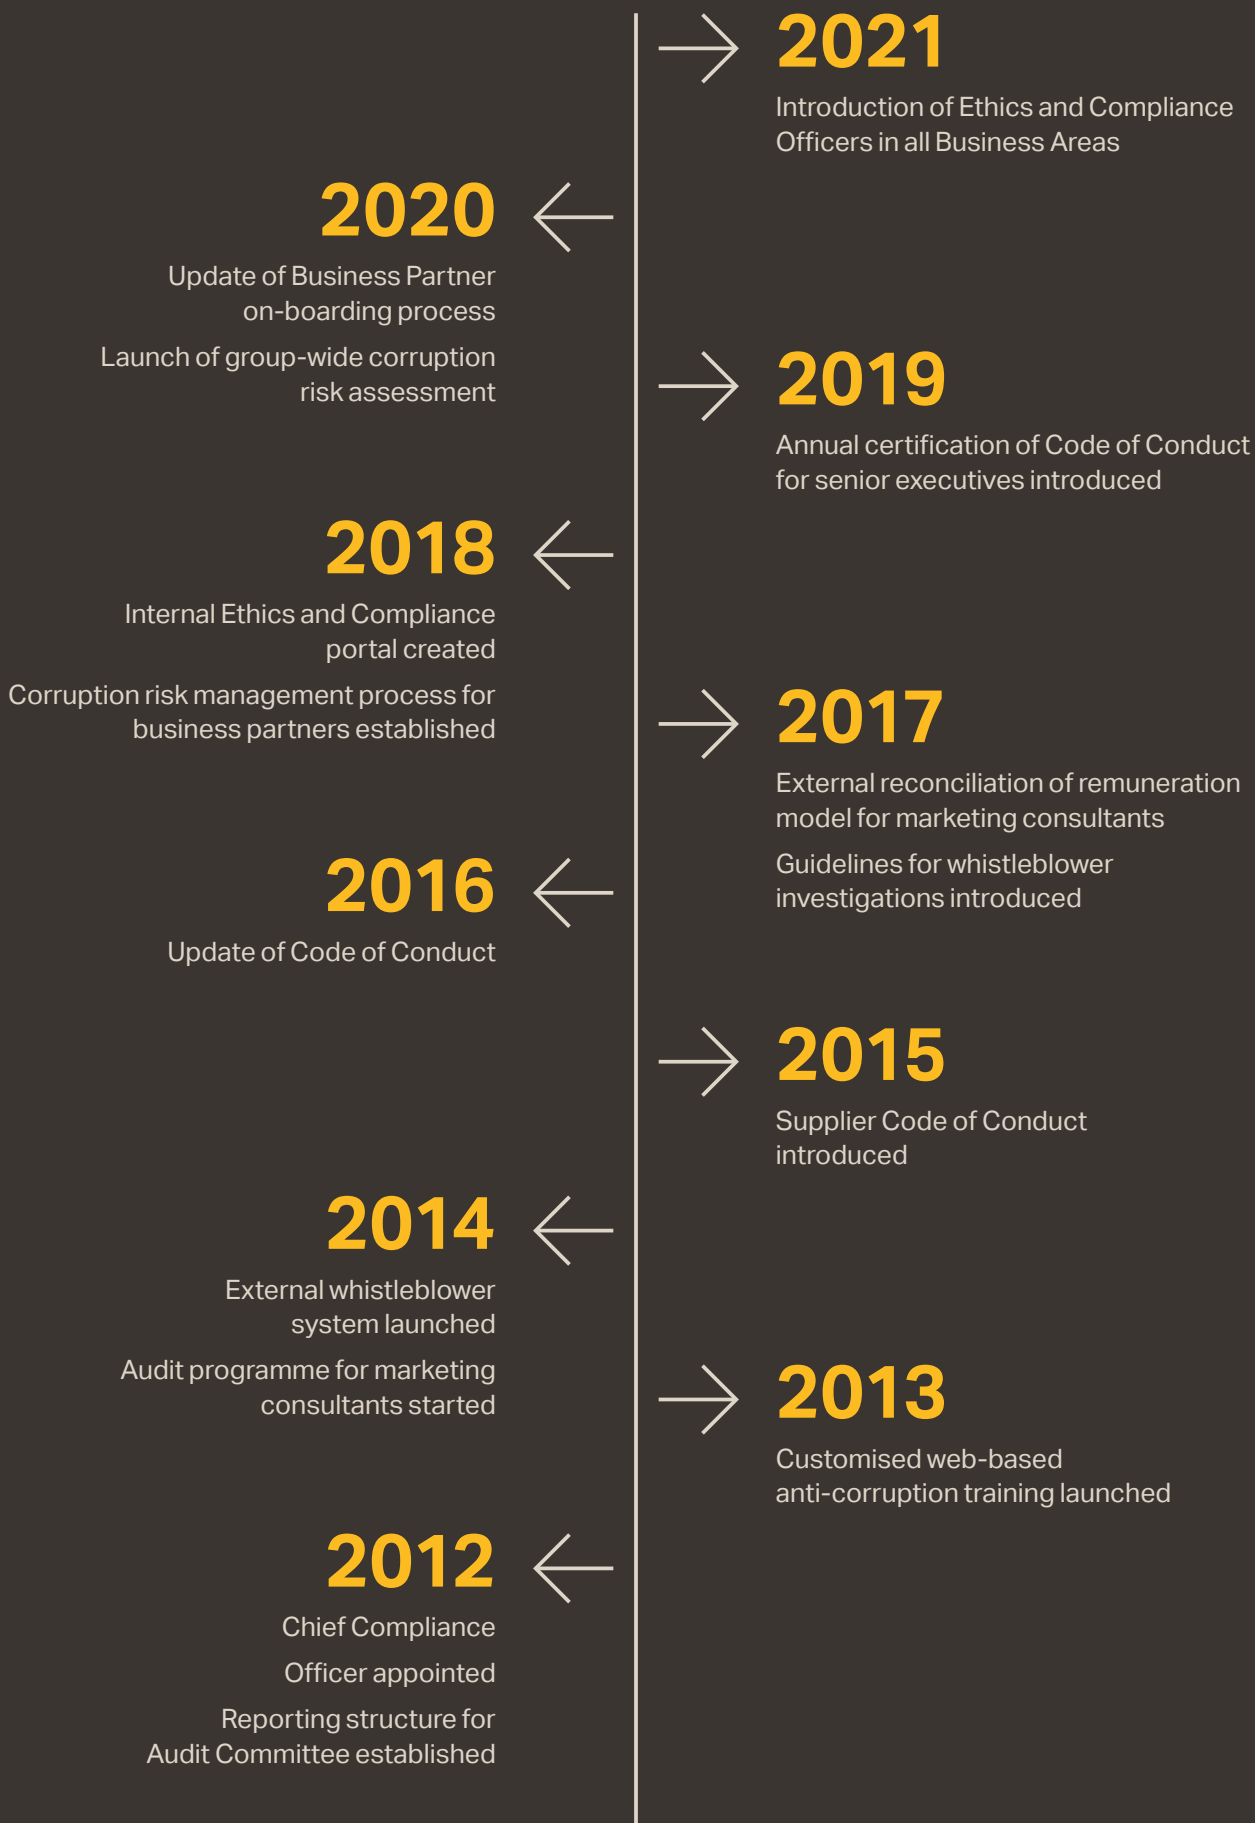 2021
Introduction of Ethics and Compliance
Officers in all Business Areas
2020
Update of Business Partner
on-boarding process
Launch of group-wide corruption
risk assessment
2019
Annual certification of Code of Conduct
for senior executives introduced
2018
Internal Ethics and Compliance
portal created
Corruption risk management process for
business partners established
2017
External reconciliation of remuneration
model for marketing consultants
Guidelines for whistleblower
investigations introduced
2016
Update of Code of Conduct
2015
Supplier Code of Conduct
introduced
2014
External whistleblower
system launched
Audit programme for marketing
consultants started
2013
Customised web-based
anti-corruption training launched
2012
Chief Compliance
Officer appointed
Reporting structure for
Audit Committee established